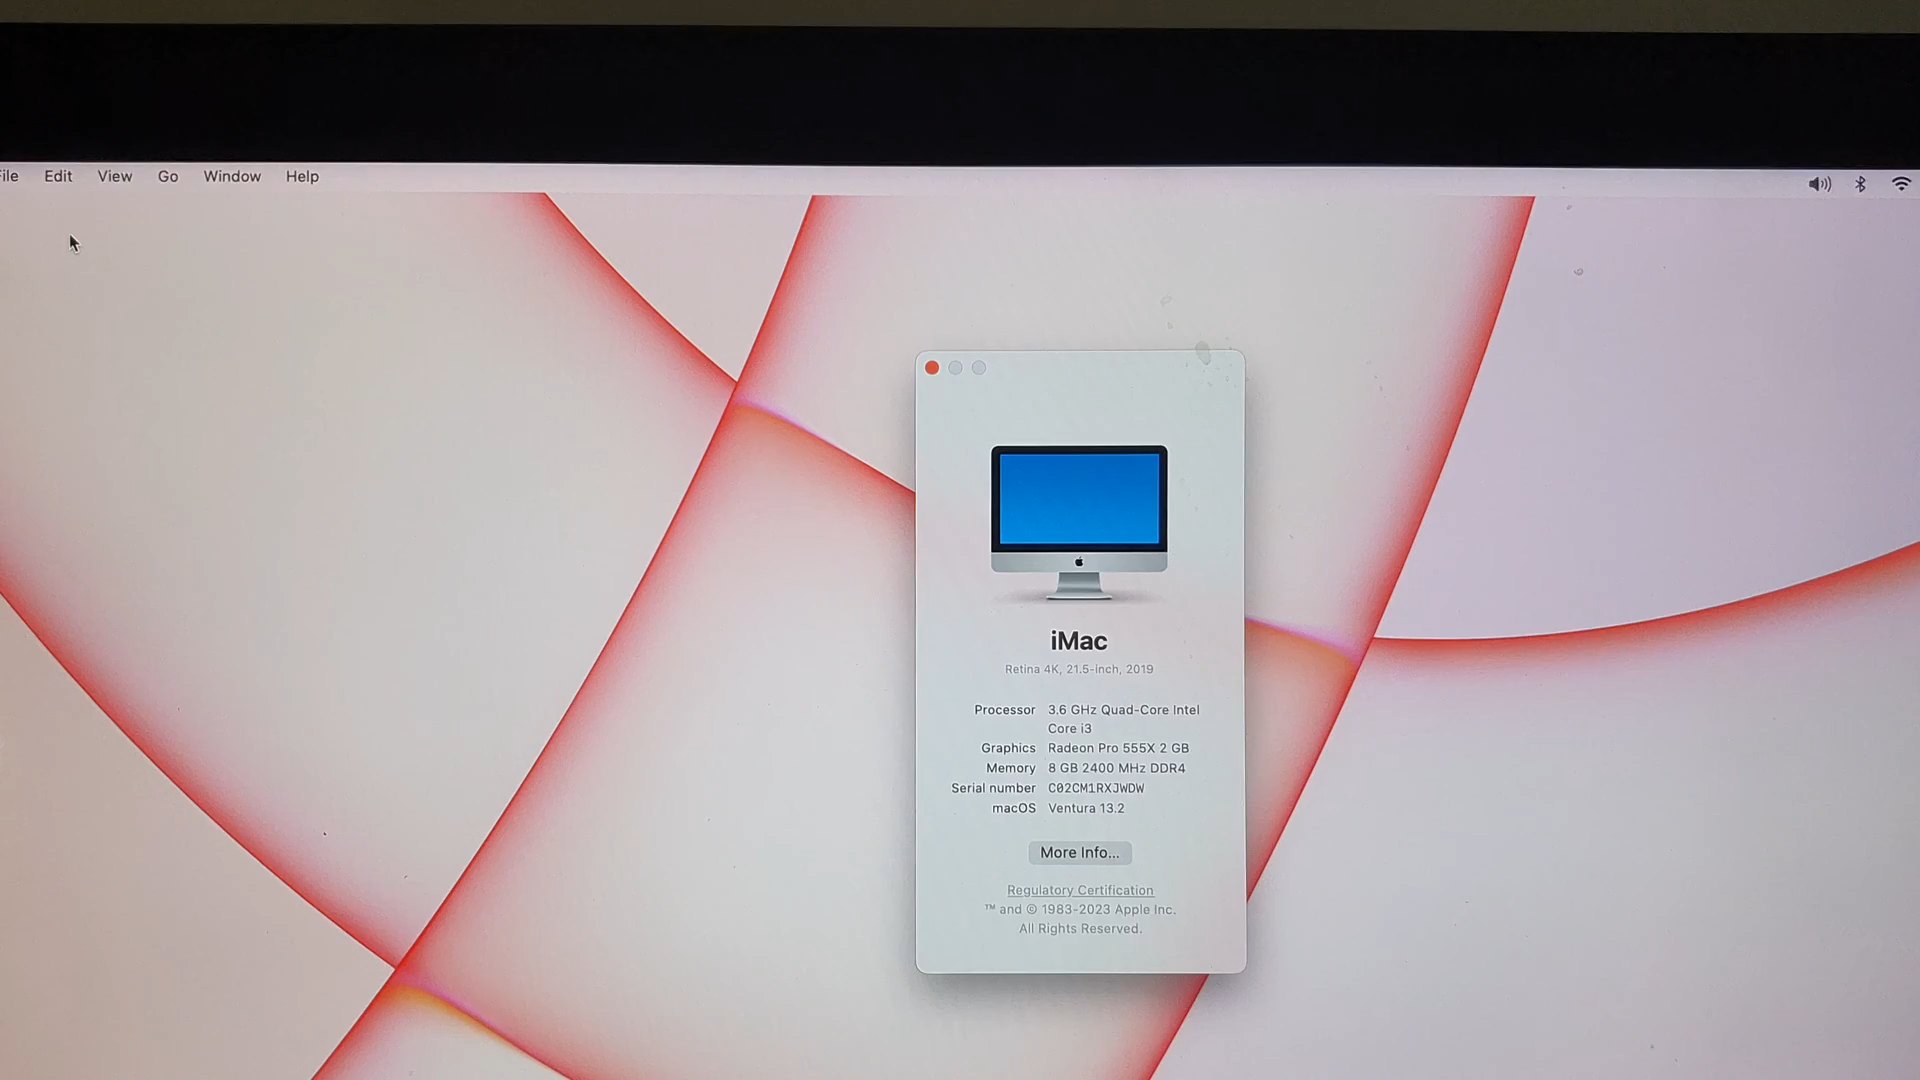 File Edit View Go Window Help
iMac
Retina 4K, 21.5-inch, 2019
Processor 3.6 GHz Quad-Core Intel
Core i3
Graphics Radeon Pro 555X 2 GB
Memory 8 GB 2400 MHz DDR4
Serial number C02CM1RXJWDW
macOS Ventura 13.2
More Info...
Regulatory Certification
™ and © 1983-2023 Apple Inc.
All Rights Reserved.